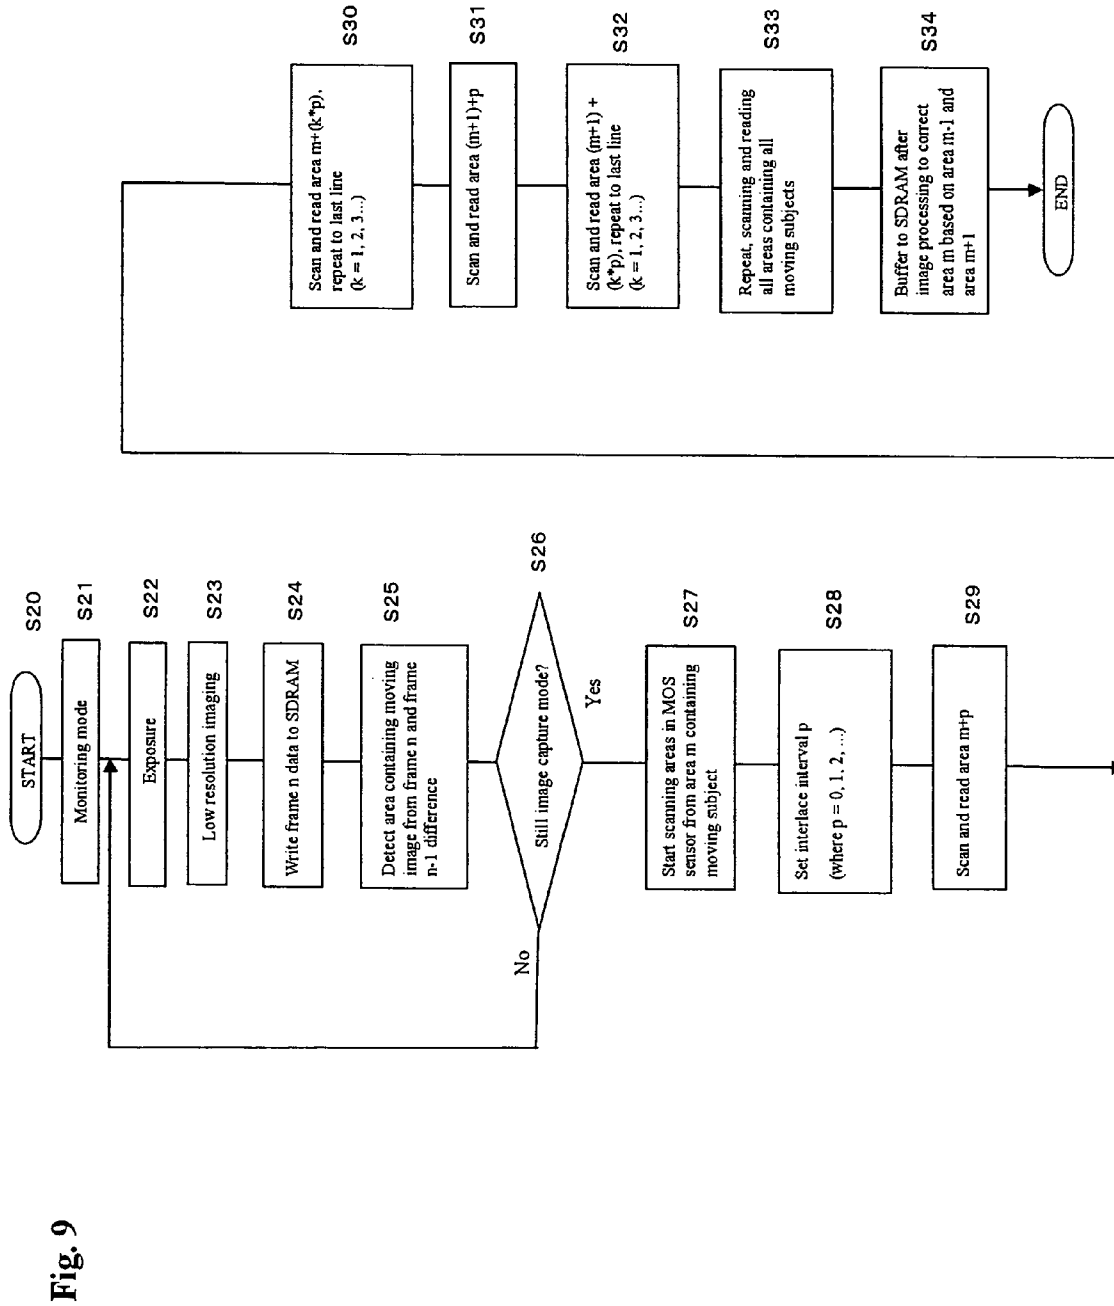 Fig. 9
START
S20
Monitoring mode
S21
Exposure
S22
Low resolution imaging
S23
Write frame n data to SDRAM
S24
Detect area containing moving
image from frame n and frame
n-1 difference
S25
Still image capture mode?
S26
No
Yes
Start scanning areas in MOS
sensor from area m containing
moving subject
S27
Set interlace interval p
(where p = 0, 1, 2, ...)
S28
Scan and read area m+p
S29
Scan and read area m+(k*p),
repeat to last line
(k = 1, 2, 3...)
S30
Scan and read area (m+1)+p
S31
Scan and read area (m+1) +
(k*p), repeat to last line
(k = 1, 2, 3...)
S32
Repeat, scanning and reading
all areas containing all
moving subjects
S33
Buffer to SDRAM after
image processing to correct
area m based on area m-1 and
area m+1
S34
END